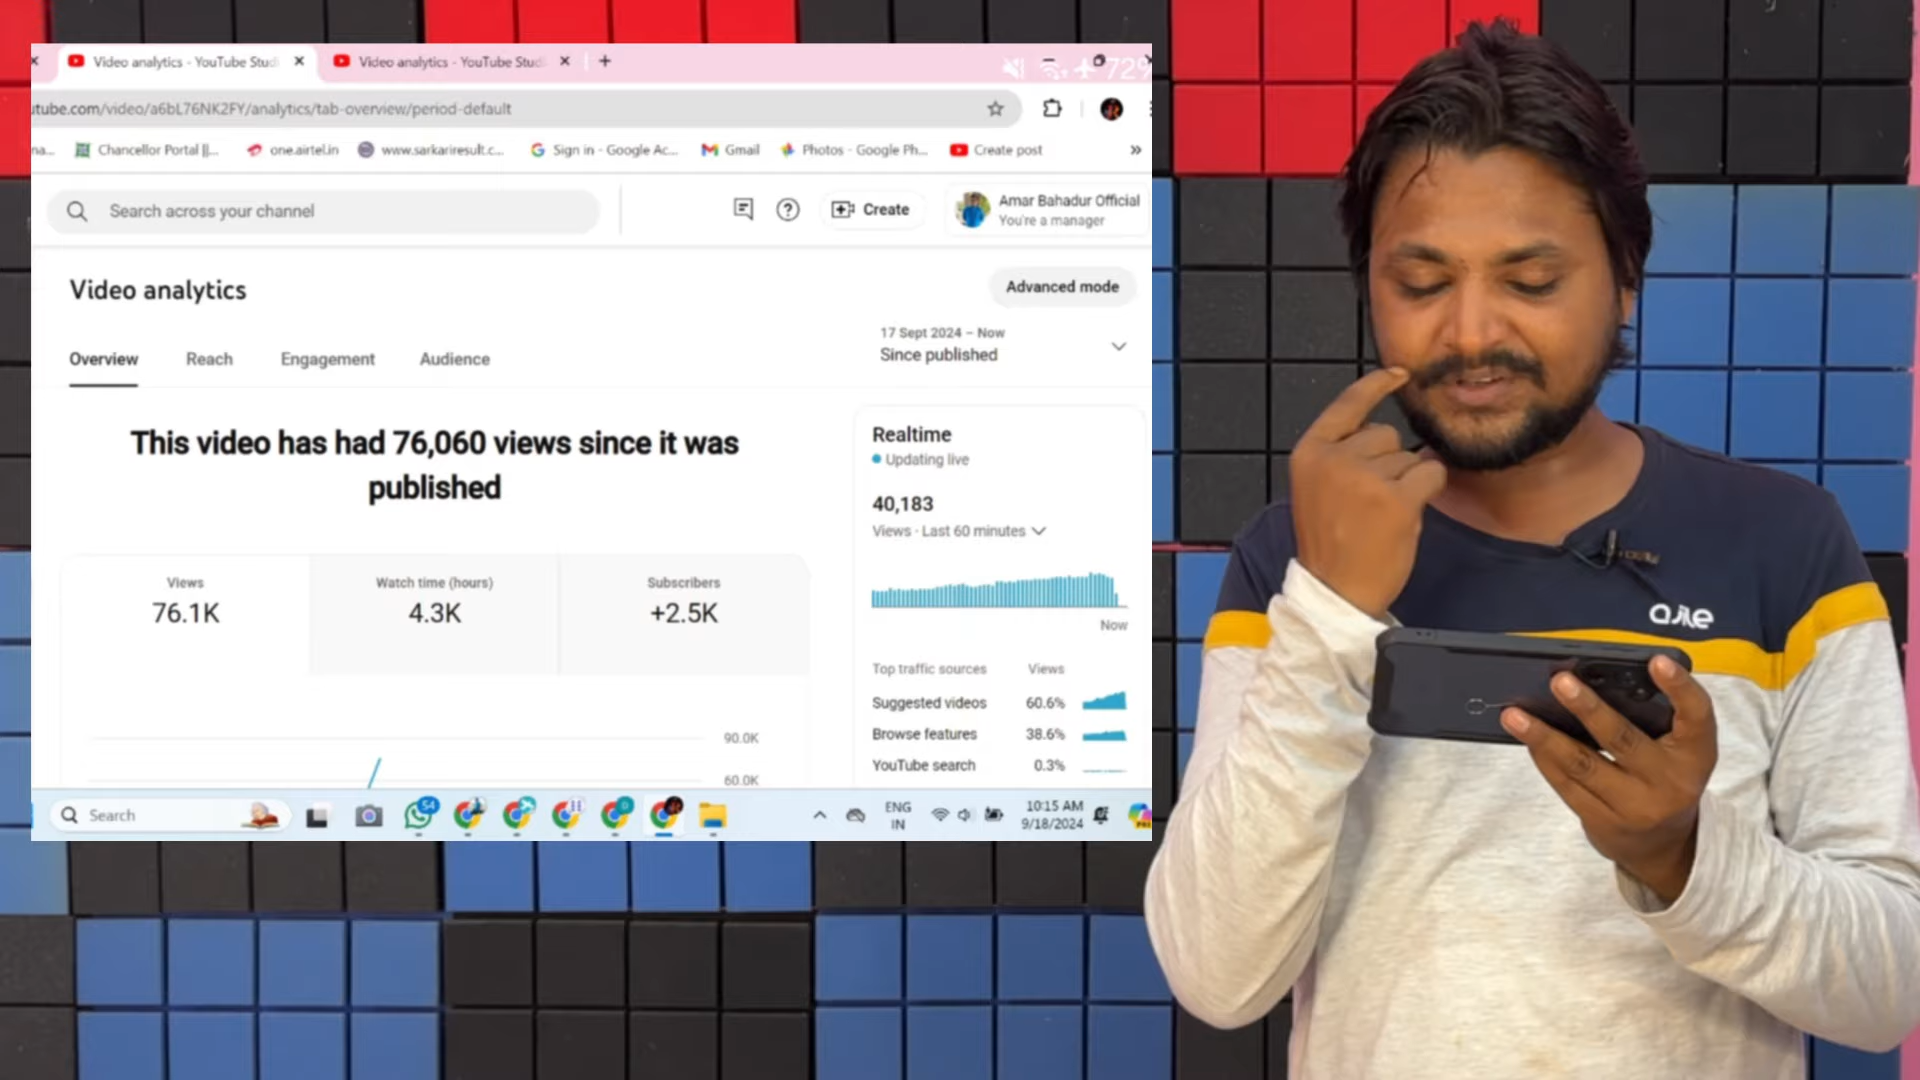 Video analytics - YouTube Stud
Video analytics - YouTube Studi
72%
utube.com/video/a6bL76NK2FY/analytics/tab-overview/period-default
na...
Chancellor Portal ||...
one.airtel.in
www.sarkariresult.c...
Sign in - Google Ac...
Gmail
Photos - Google Ph...
Create post
Search across your channel
Create
Amar Bahadur Official
You're a manager
Video analytics
Advanced mode
17 Sept 2024 – Now
Since published
Overview
Reach
Engagement
Audience
This video has had 76,060 views since it was
published
Realtime
Updating live
40,183
Views · Last 60 minutes
Now
Views
76.1K
Watch time (hours)
4.3K
Subscribers
+2.5K
Top traffic sources
Views
Suggested videos
60.6%
Browse features
38.6%
YouTube search
0.3%
90.0K
60.0K
Search
54
ENG
IN
10:15 AM
9/18/2024